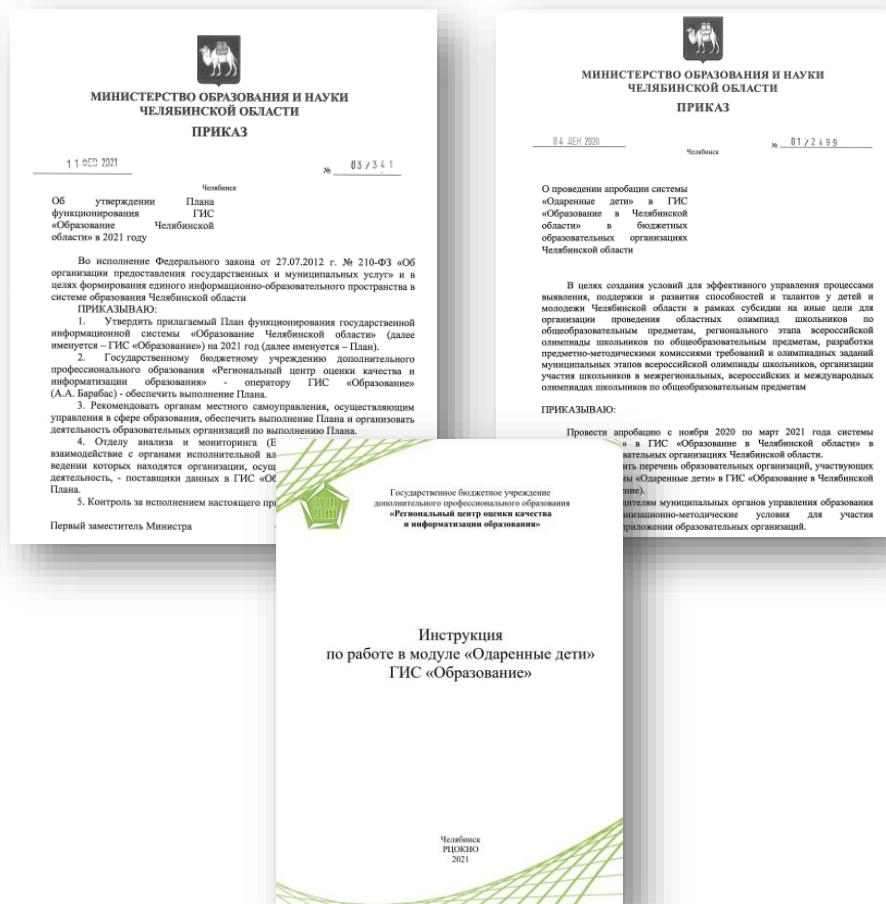 МИНИСТЕРСТВО ОБРАЗОВАНИЯ И НАУКИ
ЧЕЛЯБИНСКОЙ ОБЛАСТИ
ПРИКАЗ
11 ФЕВ 2021
№ 03/341
Челябинск
Об утверждении Плана
функционирования ГИС
«Образование Челябинской
области» в 2021 году
Во исполнение Федерального закона от 27.07.2012 г. № 210-ФЗ «Об
организации предоставления государственных и муниципальных услуг» и в
целях формирования единого информационно-образовательного пространства в
системе образования Челябинской области
ПРИКАЗЫВАЮ:
1. Утвердить прилагаемый План функционирования государственной
информационной системы «Образование Челябинской области» (далее
именуется – ГИС «Образование») на 2021 год (далее именуется – План).
2. Государственному бюджетному учреждению дополнительного
профессионального образования «Региональный центр оценки качества и
информатизации образования» - оператору ГИС «Образование»
(А.А. Барабас) - обеспечить выполнение Плана.
3. Рекомендовать органам местного самоуправления, осуществляющим
управления в сфере образования, обеспечить выполнение Плана и организовать
деятельность образовательных организаций по выполнению Плана.
4. Отделу анализа и мониторинга
взаимодействие с органами исполнительной
ведении которых находятся организации,
деятельность, - поставщики данных в ГИС
Плана.
5. Контроль за исполнением настоящего
Первый заместитель Министра
МИНИСТЕРСТВО ОБРАЗОВАНИЯ И НАУКИ
ЧЕЛЯБИНСКОЙ ОБЛАСТИ
ПРИКАЗ
04 ДЕК 2020
№ 01/2499
Челябинск
О проведении апробации системы
«Одаренные дети» в ГИС
«Образование в Челябинской
области» в бюджетных
образовательных организациях
Челябинской области
В целях создания условий для эффективного управления процессами
выявления, поддержки и развития способностей и талантов у детей и
молодежи Челябинской области в рамках субсидии на иные цели для
организации проведения областных олимпиад школьников по
общеобразовательным предметам, регионального этапа всероссийской
олимпиады школьников по общеобразовательным предметам, разработки
предметно-методическими комиссиями требований и олимпиадных заданий
муниципальных этапов всероссийской олимпиады школьников, организации
участия школьников в межрегиональных, всероссийских и международных
олимпиадах школьников по общеобразовательным предметам
ПРИКАЗЫВАЮ:
Провести апробацию с ноября 2020 по март 2021 года системы
в ГИС «Образование в Челябинской области» в
организациях Челябинской области.
перечень образовательных организаций, участвующих
«Одаренные дети» в ГИС «Образование в Челябинской
муниципальных органов управления образования
условия для участия
приложении образовательных организаций.
Государственное бюджетное учреждение
дополнительного профессионального образования
«Региональный центр оценки качества
и информатизации образования»
Инструкция
по работе в модуле «Одаренные дети»
ГИС «Образование»
Челябинск
РЦОКИО
2021